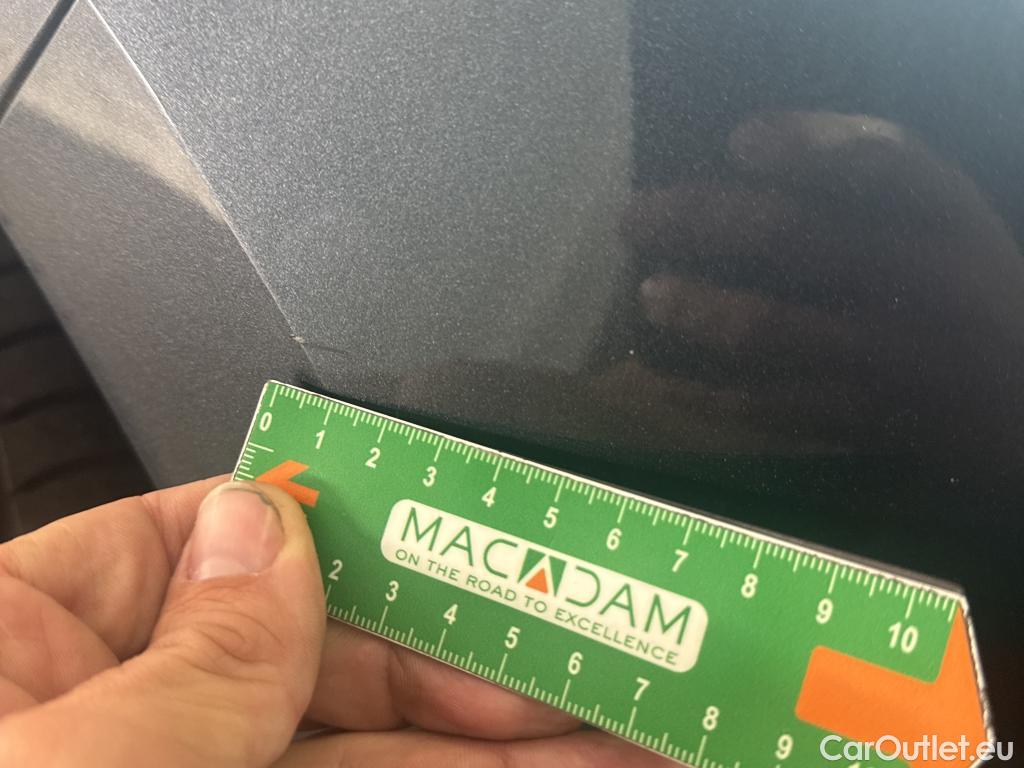 0 1 2 3 4 5 6 7 8 9 10
MACADAM
ON THE ROAD TO EXCELLENCE
2 3 4 5 6 7 8 9
CarOutlet.eu